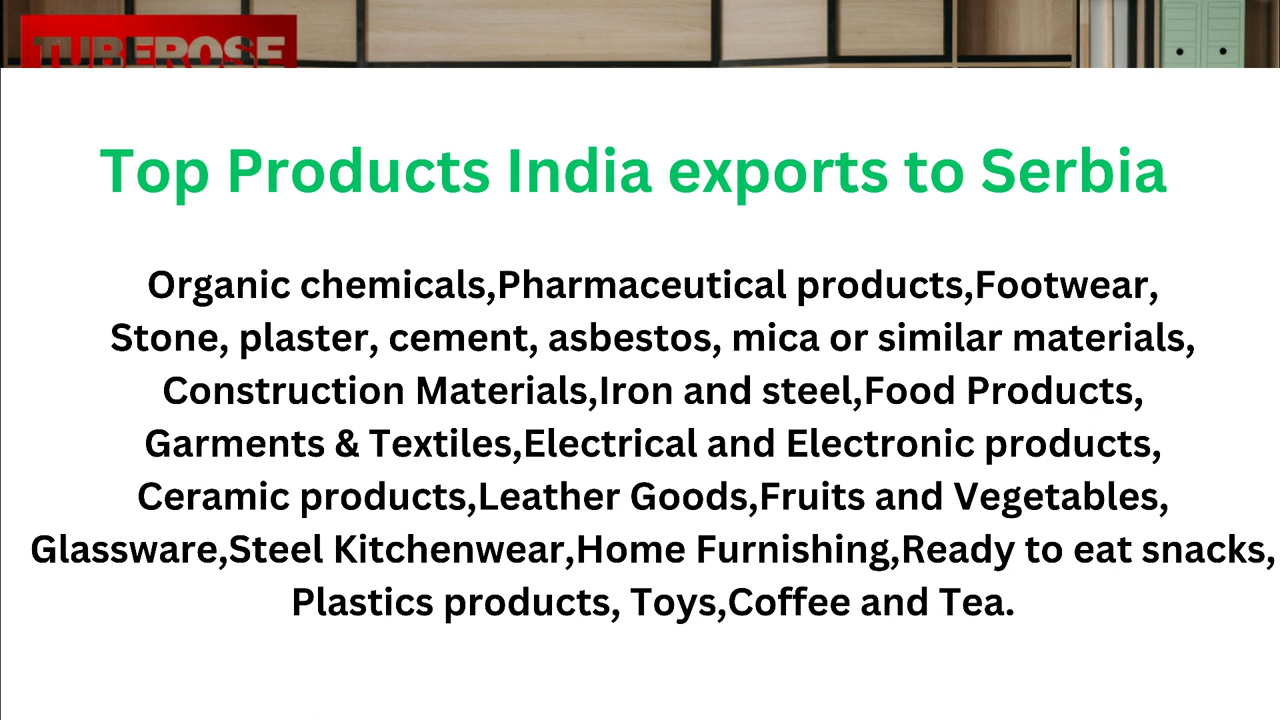 TUBEROSE
Top Products India exports to Serbia
Organic chemicals,Pharmaceutical products,Footwear,
Stone, plaster, cement, asbestos, mica or similar materials,
Construction Materials,Iron and steel,Food Products,
Garments & Textiles,Electrical and Electronic products,
Ceramic products,Leather Goods,Fruits and Vegetables,
Glassware,Steel Kitchenwear,Home Furnishing,Ready to eat snacks,
Plastics products, Toys,Coffee and Tea.